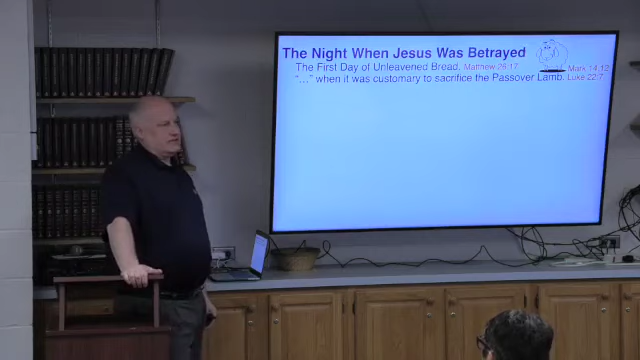 The Night When Jesus Was Betrayed
The First Day of Unleavened Bread. Matthew 26:17 Mark 14:12
“…” when it was customary to sacrifice the Passover Lamb. Luke 22:7